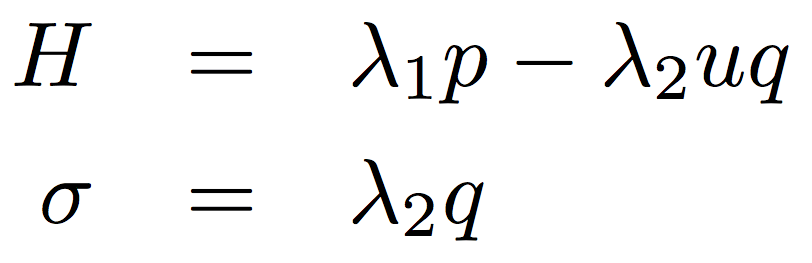 H = λ₁p − λ₂uq
σ = λ₂q